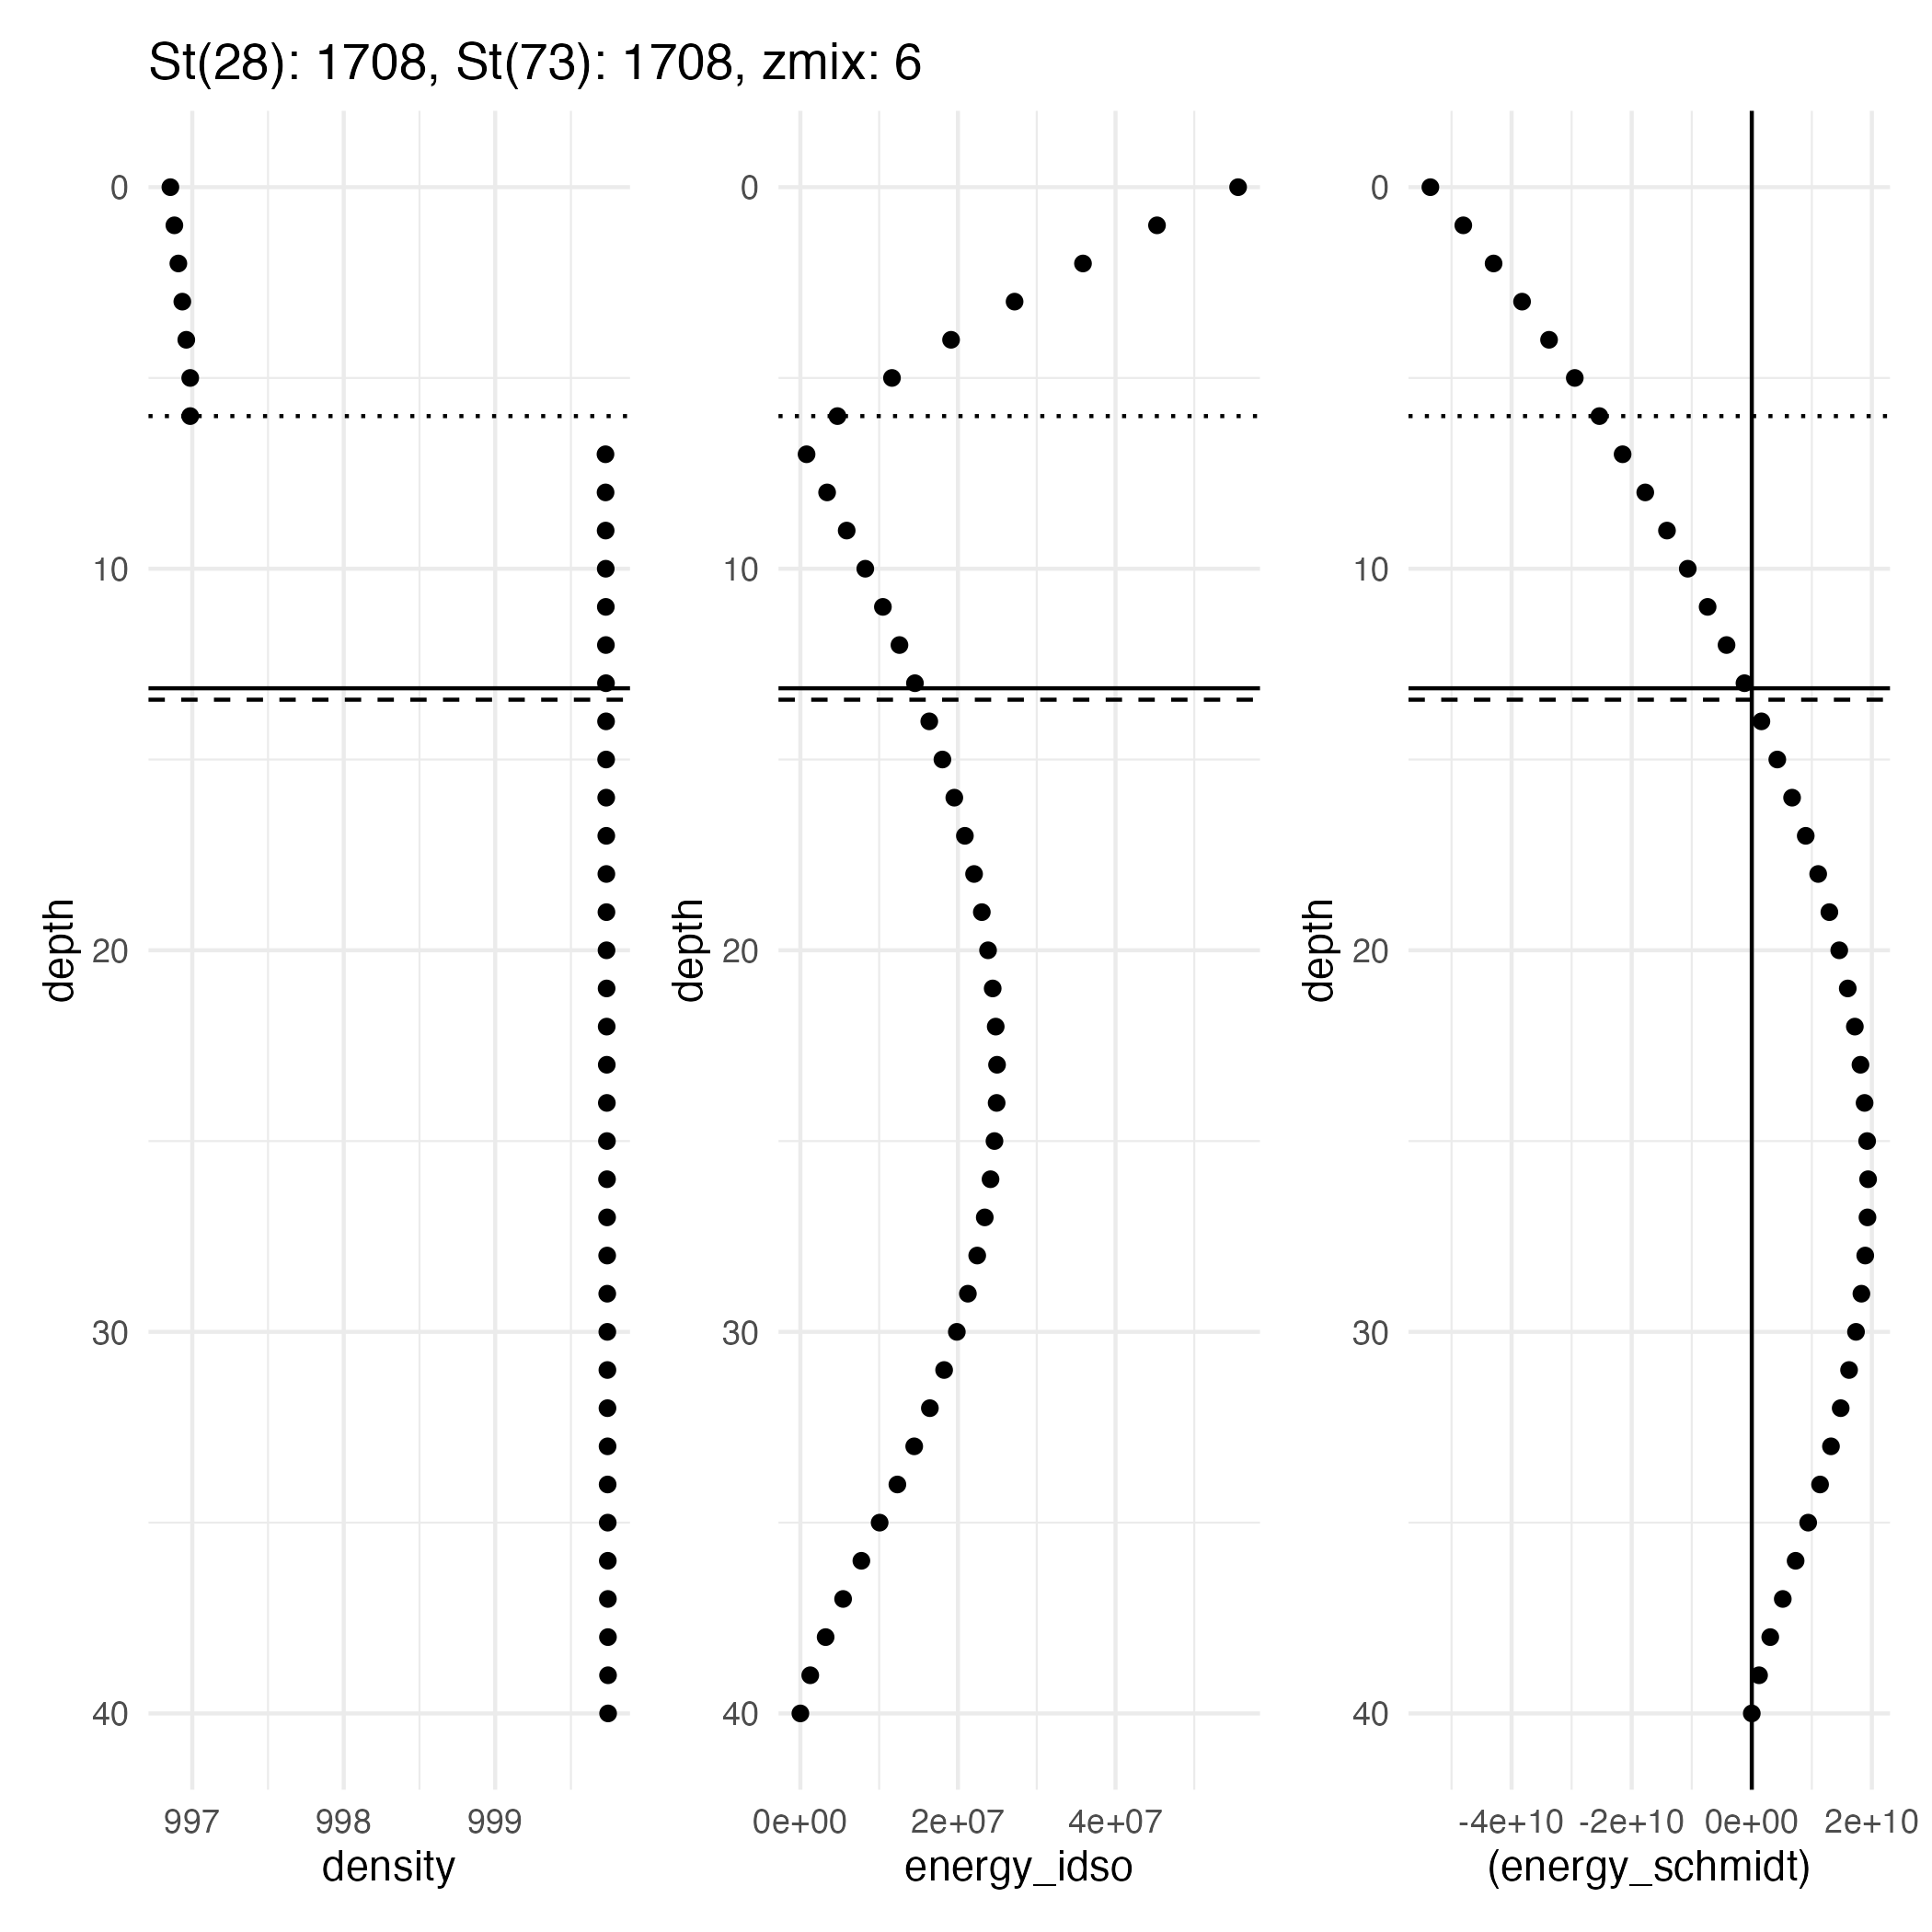 St(28): 1708, St(73): 1708, zmix: 6
depth
0
10
20
30
40
997 998 999
density
depth
0
10
20
30
40
0e+00 2e+07 4e+07
energy_idso
depth
0
10
20
30
40
-4e+10 -2e+10 0e+00 2e+10
(energy_schmidt)